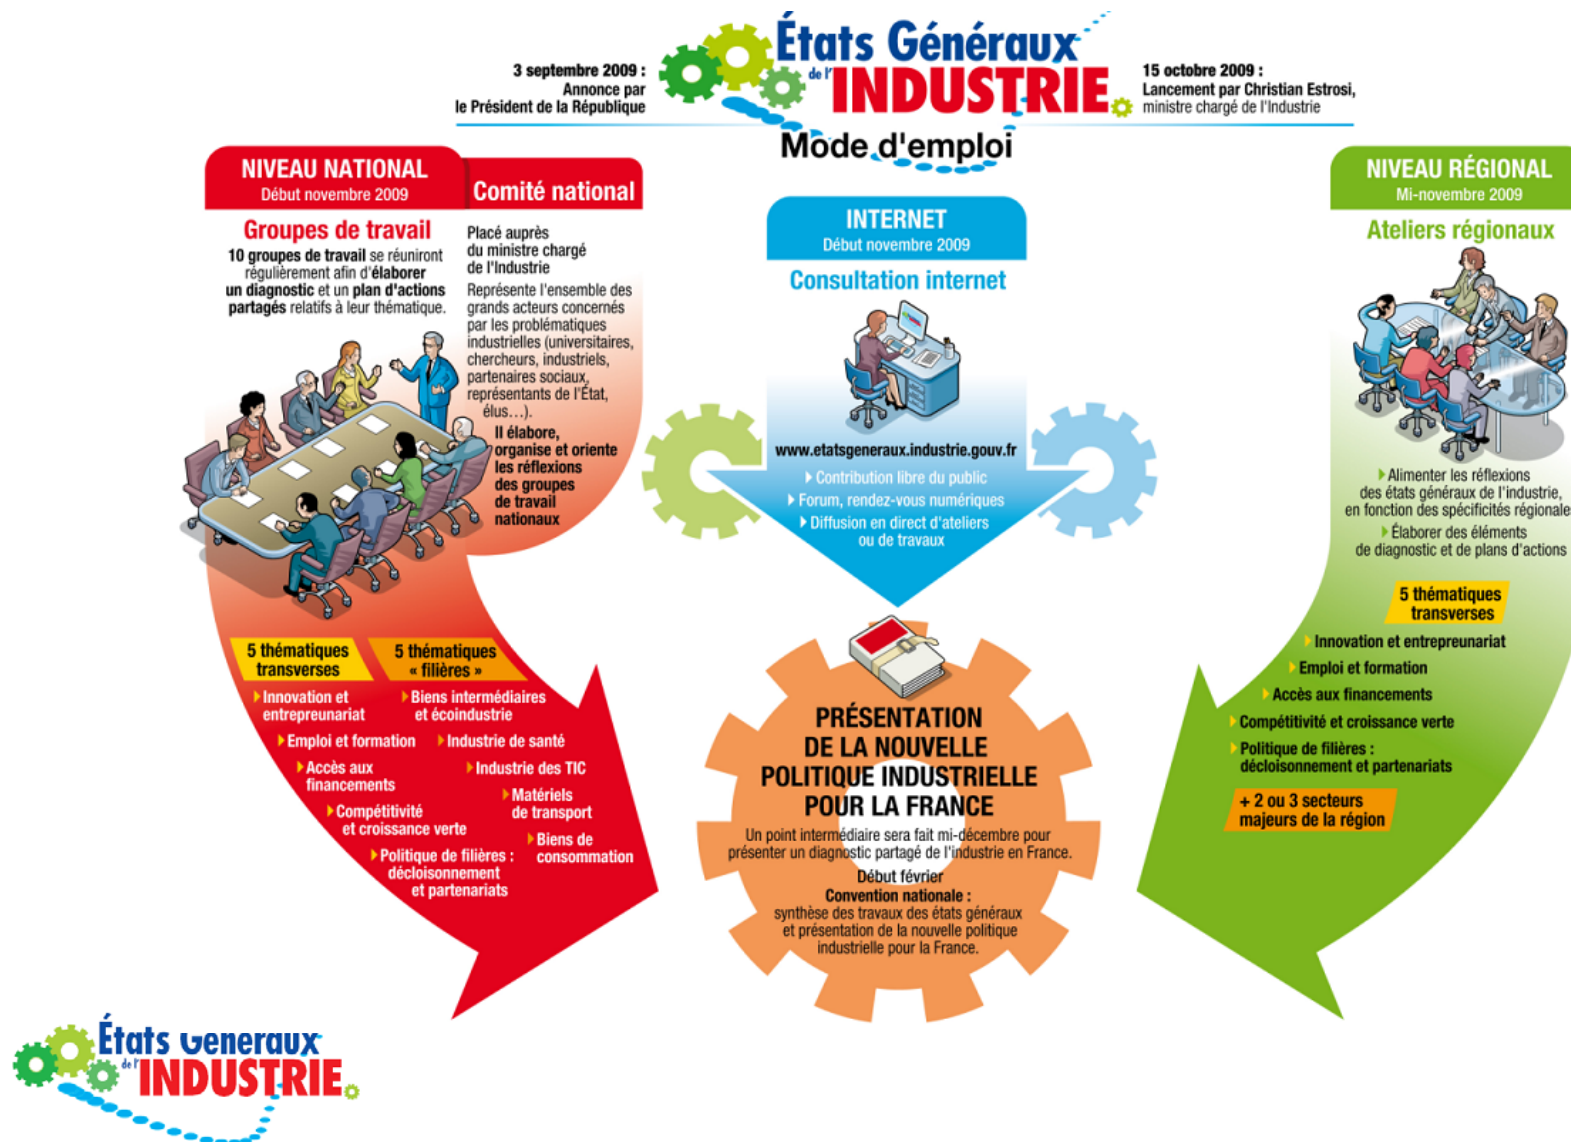 3 septembre 2009 :
Annonce par
le Président de la République
États Généraux
de l'INDUSTRIE
Mode d'emploi
15 octobre 2009 :
Lancement par Christian Estrosi,
ministre chargé de l'Industrie
NIVEAU NATIONAL
Début novembre 2009
Groupes de travail
10 groupes de travail se réuniront
régulièrement afin d'élaborer
un diagnostic et un plan d'actions
partagés relatifs à leur thématique.
Comité national
Placé auprès
du ministre chargé
de l'Industrie
Représente l'ensemble des
grands acteurs concernés
par les problématiques
industrielles (universitaires,
chercheurs, industriels,
partenaires sociaux,
représentants de l'État,
élus…).
Il élabore,
organise et oriente
les réflexions
des groupes
de travail
nationaux
5 thématiques
transverses
Innovation et
entrepreunariat
Emploi et formation
Accès aux
financements
Compétitivité
et croissance verte
Politique de filières :
décloisonnement
et partenariats
5 thématiques
« filières »
Biens intermédiaires
et écoindustrie
Industrie de santé
Industrie des TIC
Matériels
de transport
Biens de
consommation
INTERNET
Début novembre 2009
Consultation internet
www.etatsgeneraux.industrie.gouv.fr
Contribution libre du public
Forum, rendez-vous numériques
Diffusion en direct d'ateliers
ou de travaux
PRÉSENTATION
DE LA NOUVELLE
POLITIQUE INDUSTRIELLE
POUR LA FRANCE
Un point intermédiaire sera fait mi-décembre pour
présenter un diagnostic partagé de l'industrie en France.
Début février
Convention nationale :
synthèse des travaux des états généraux
et présentation de la nouvelle politique
industrielle pour la France.
NIVEAU RÉGIONAL
Mi-novembre 2009
Ateliers régionaux
Alimenter les réflexions
des états généraux de l'industrie,
en fonction des spécificités régionales
Élaborer des éléments
de diagnostic et de plans d'actions
5 thématiques
transverses
Innovation et entrepreunariat
Emploi et formation
Accès aux financements
Compétitivité et croissance verte
Politique de filières :
décloisonnement et partenariats
+ 2 ou 3 secteurs
majeurs de la région
États Généraux
de l'INDUSTRIE